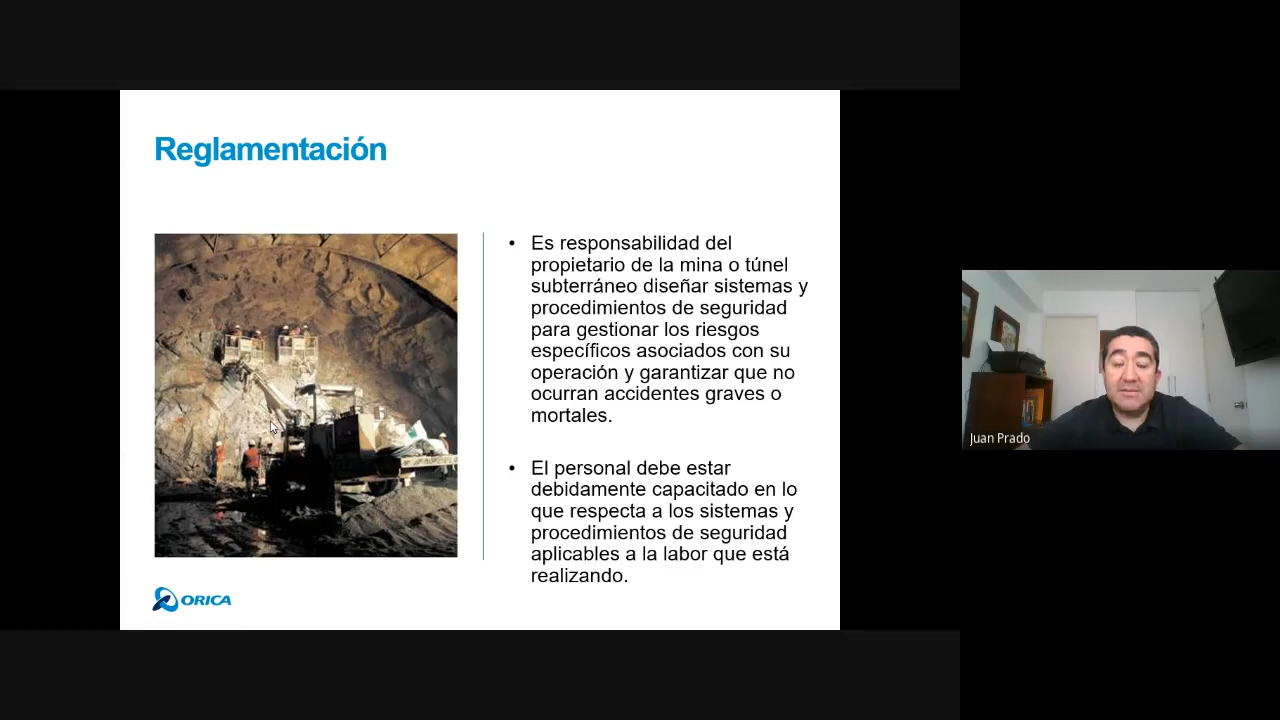 Reglamentación
• Es responsabilidad del
propietario de la mina o túnel
subterráneo diseñar sistemas y
procedimientos de seguridad
para gestionar los riesgos
específicos asociados con su
operación y garantizar que no
ocurran accidentes graves o
mortales.
• El personal debe estar
debidamente capacitado en lo
que respecta a los sistemas y
procedimientos de seguridad
aplicables a la labor que está
realizando.
ORICA
Juan Prado